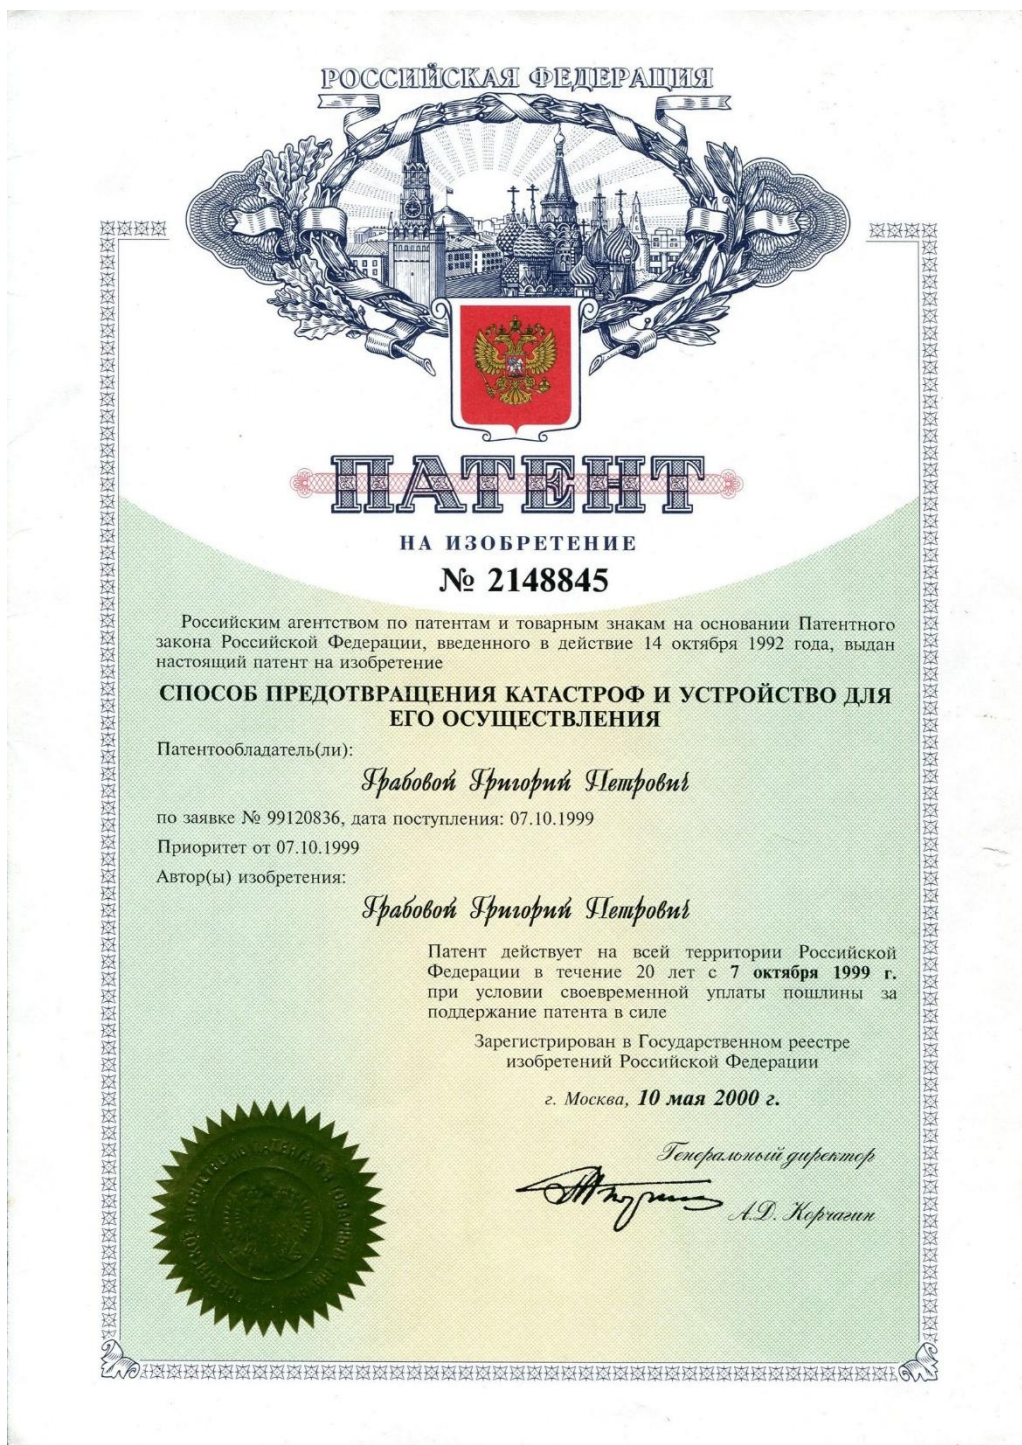 РОССИЙСКАЯ ФЕДЕРАЦИЯ
ПАТЕНТ
НА ИЗОБРЕТЕНИЕ
№ 2148845
Российским агентством по патентам и товарным знакам на основании Патентного
закона Российской Федерации, введенного в действие 14 октября 1992 года, выдан
настоящий патент на изобретение
СПОСОБ ПРЕДОТВРАЩЕНИЯ КАТАСТРОФ И УСТРОЙСТВО ДЛЯ
ЕГО ОСУЩЕСТВЛЕНИЯ
Патентообладатель(ли):
Грабовой Григорий Петрович
по заявке № 99120836, дата поступления: 07.10.1999
Приоритет от 07.10.1999
Автор(ы) изобретения:
Грабовой Григорий Петрович
Патент действует на всей территории Российской
Федерации в течение 20 лет с 7 октября 1999 г.
при условии своевременной уплаты пошлины за
поддержание патента в силе
Зарегистрирован в Государственном реестре
изобретений Российской Федерации
г. Москва, 10 мая 2000 г.
Генеральный директор
А.Д. Корчагин